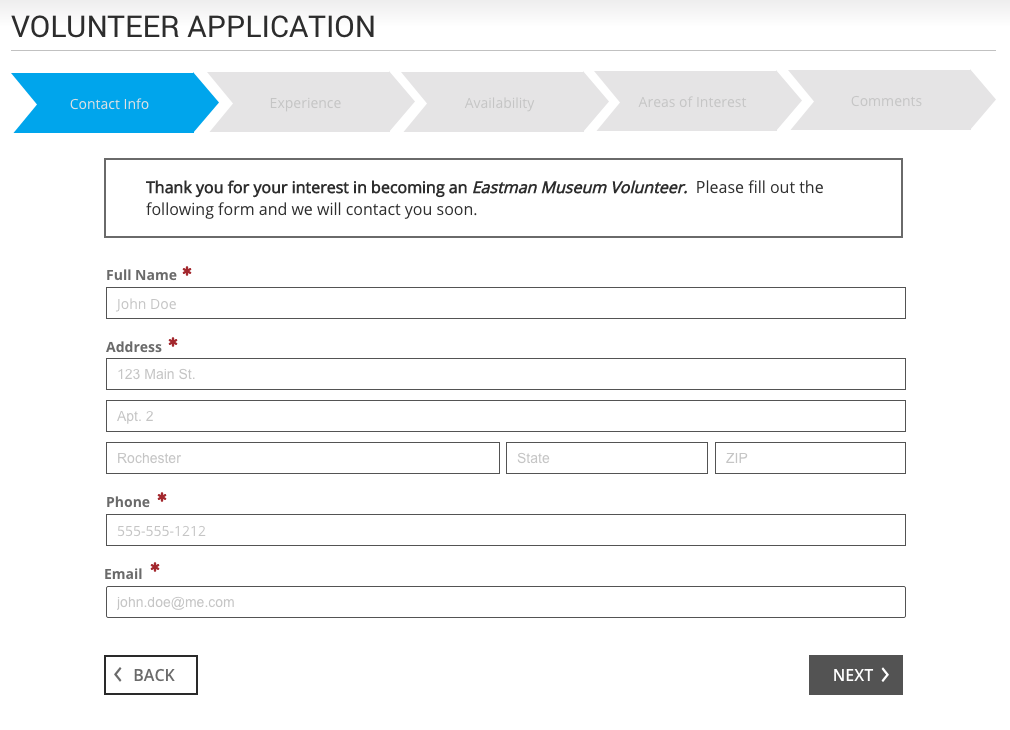 VOLUNTEER APPLICATION
Contact Info
Experience
Availability
Areas of Interest
Comments
Thank you for your interest in becoming an Eastman Museum Volunteer. Please fill out the
following form and we will contact you soon.
Full Name *
John Doe
Address *
123 Main St.
Apt. 2
Rochester
State
ZIP
Phone *
555-555-1212
Email *
john.doe@me.com
BACK
NEXT